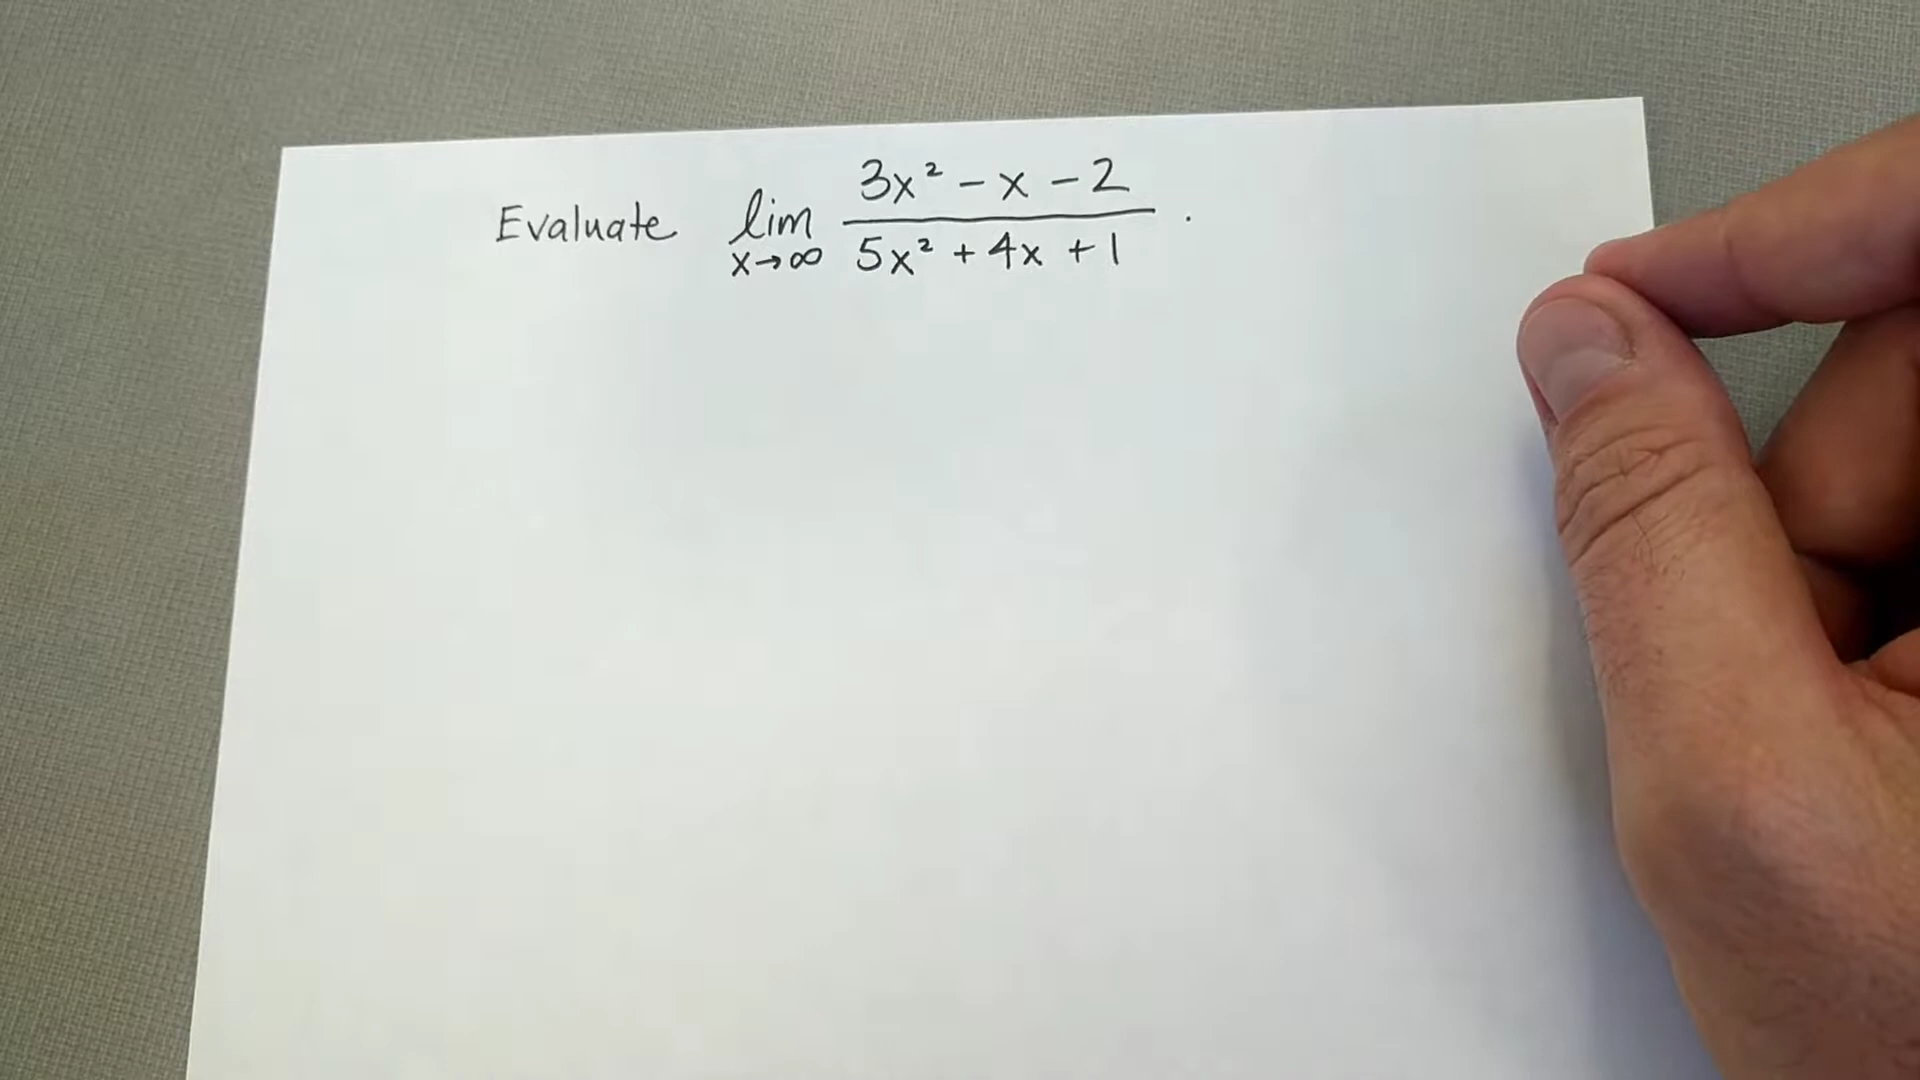 Evaluate lim x→∞ (3x² - x - 2)/(5x² + 4x + 1).